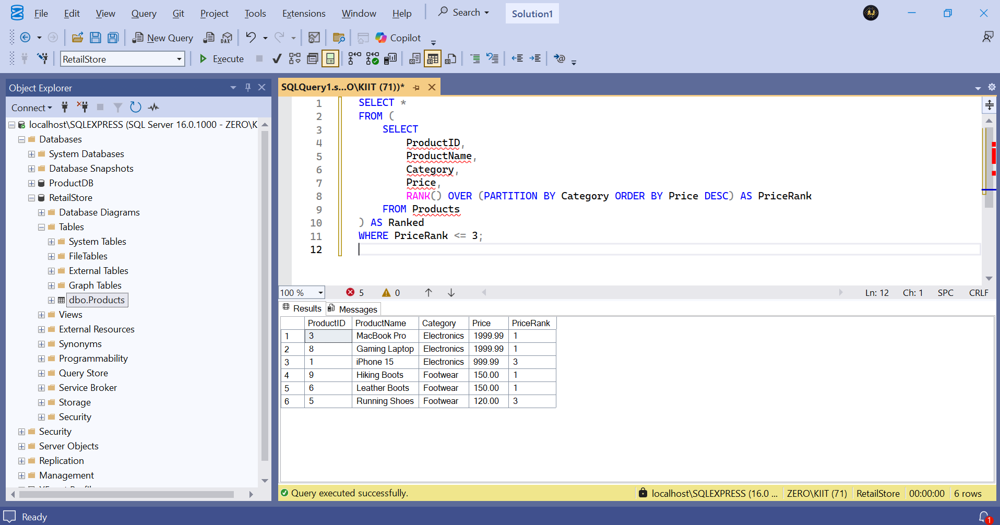 File Edit View Query Git Project Tools Extensions Window Help Search Solution1
New Query DAX Copilot
RetailStore Execute
Object Explorer
Connect
localhost\SQLEXPRESS (SQL Server 16.0.1000 - ZERO\K
Databases
System Databases
Database Snapshots
ProductDB
RetailStore
Database Diagrams
Tables
System Tables
FileTables
External Tables
Graph Tables
dbo.Products
Views
External Resources
Synonyms
Programmability
Query Store
Service Broker
Storage
Security
Security
Server Objects
Replication
Management
SQLQuery1.s...O\KIIT (71))*
1 SELECT *
2 FROM (
3 SELECT
4 ProductID,
5 ProductName,
6 Category,
7 Price,
8 RANK() OVER (PARTITION BY Category ORDER BY Price DESC) AS PriceRank
9 FROM Products
10 ) AS Ranked
11 WHERE PriceRank <= 3;
12
100 % 5 0 Ln: 12 Ch: 1 SPC CRLF
Results Messages
ProductID ProductName Category Price PriceRank
1 3 MacBook Pro Electronics 1999.99 1
2 8 Gaming Laptop Electronics 1999.99 1
3 1 iPhone 15 Electronics 999.99 3
4 9 Hiking Boots Footwear 150.00 1
5 6 Leather Boots Footwear 150.00 1
6 5 Running Shoes Footwear 120.00 3
Query executed successfully. localhost\SQLEXPRESS (16.0 ... ZERO\KIIT (71) RetailStore 00:00:00 6 rows
Ready 1